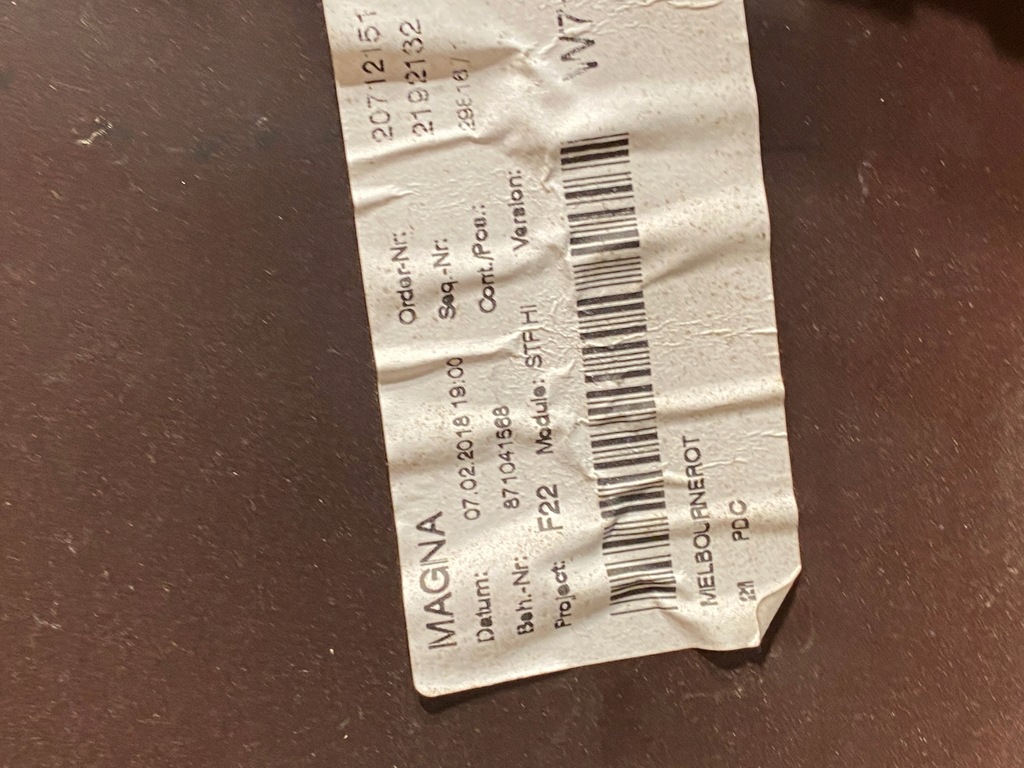 MAGNA
Datum: 07.02.2018 19:00 Order-Nr: 20712151
Beh.-Nr: 871041568 Seq.-Nr: 2192132
Project: F22 Module: STFHI Cont./Pos.:
Version:
MELBOURNEROT
PDC